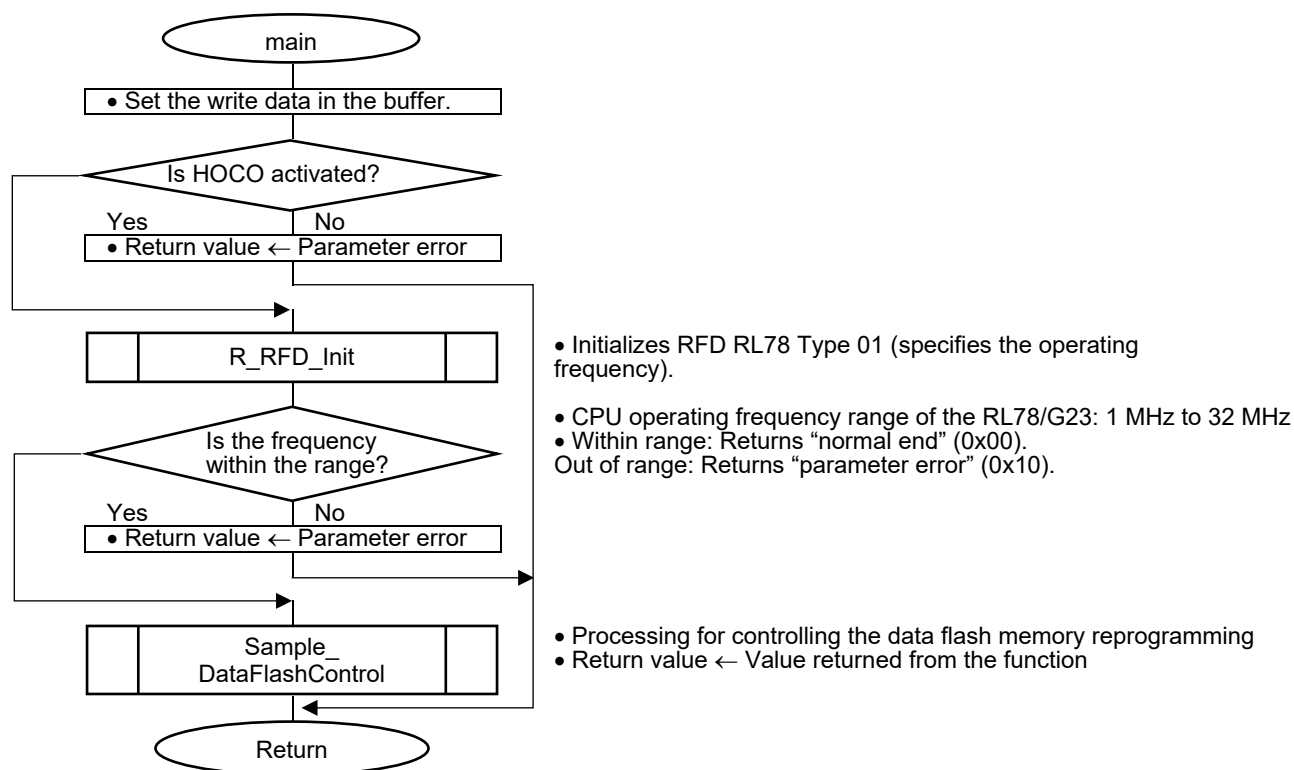 main
• Set the write data in the buffer.
Is HOCO activated?
Yes
No
• Return value ← Parameter error
R_RFD_Init
• Initializes RFD RL78 Type 01 (specifies the operating
frequency).
• CPU operating frequency range of the RL78/G23: 1 MHz to 32 MHz
• Within range: Returns “normal end” (0x00).
Out of range: Returns “parameter error” (0x10).
Is the frequency
within the range?
Yes
No
• Return value ← Parameter error
Sample_
DataFlashControl
• Processing for controlling the data flash memory reprogramming
• Return value ← Value returned from the function
Return